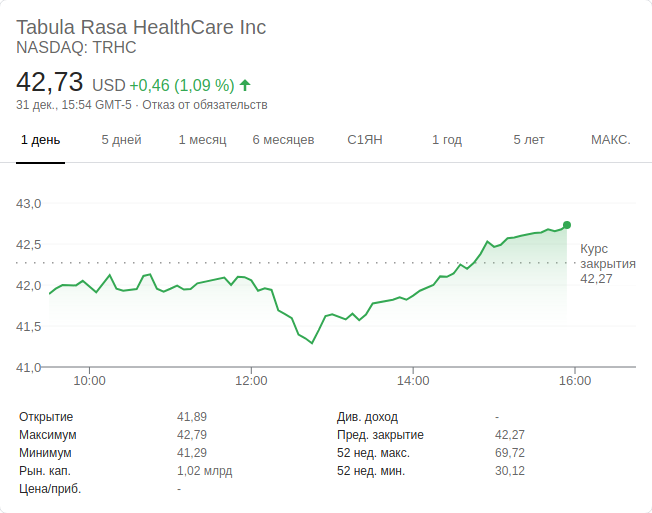 Tabula Rasa HealthCare Inc
NASDAQ: TRHC
42,73 USD +0,46 (1,09 %)
31 дек., 15:54 GMT-5 · Отказ от обязательств
1 день 5 дней 1 месяц 6 месяцев С1ЯН 1 год 5 лет МАКС.
43,0
42,5
Курс
закрытия
42,27
42,0
41,5
41,0
10:00 12:00 14:00 16:00
Открытие 41,89 Див. доход -
Максимум 42,79 Пред. закрытие 42,27
Минимум 41,29 52 нед. макс. 69,72
Рын. кап. 1,02 млрд 52 нед. мин. 30,12
Цена/приб. -